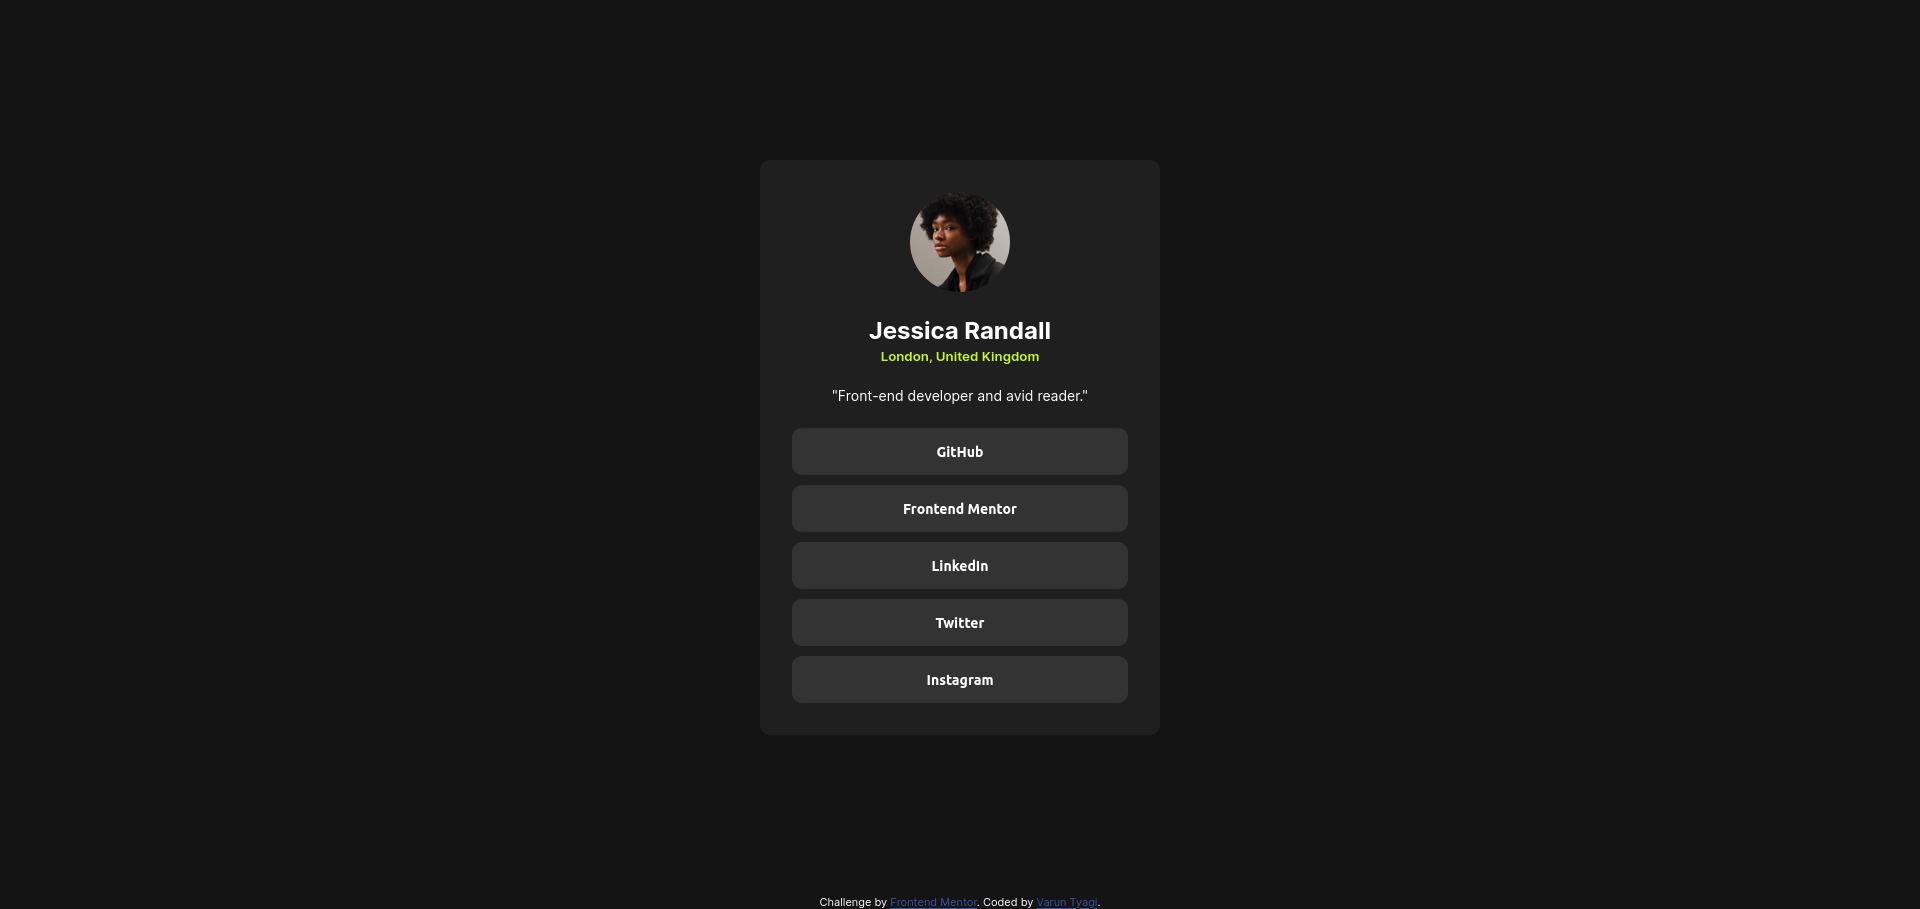 Jessica Randall
London, United Kingdom
"Front-end developer and avid reader."
GitHub
Frontend Mentor
LinkedIn
Twitter
Instagram
Challenge by Frontend Mentor. Coded by Varun Tyagi.